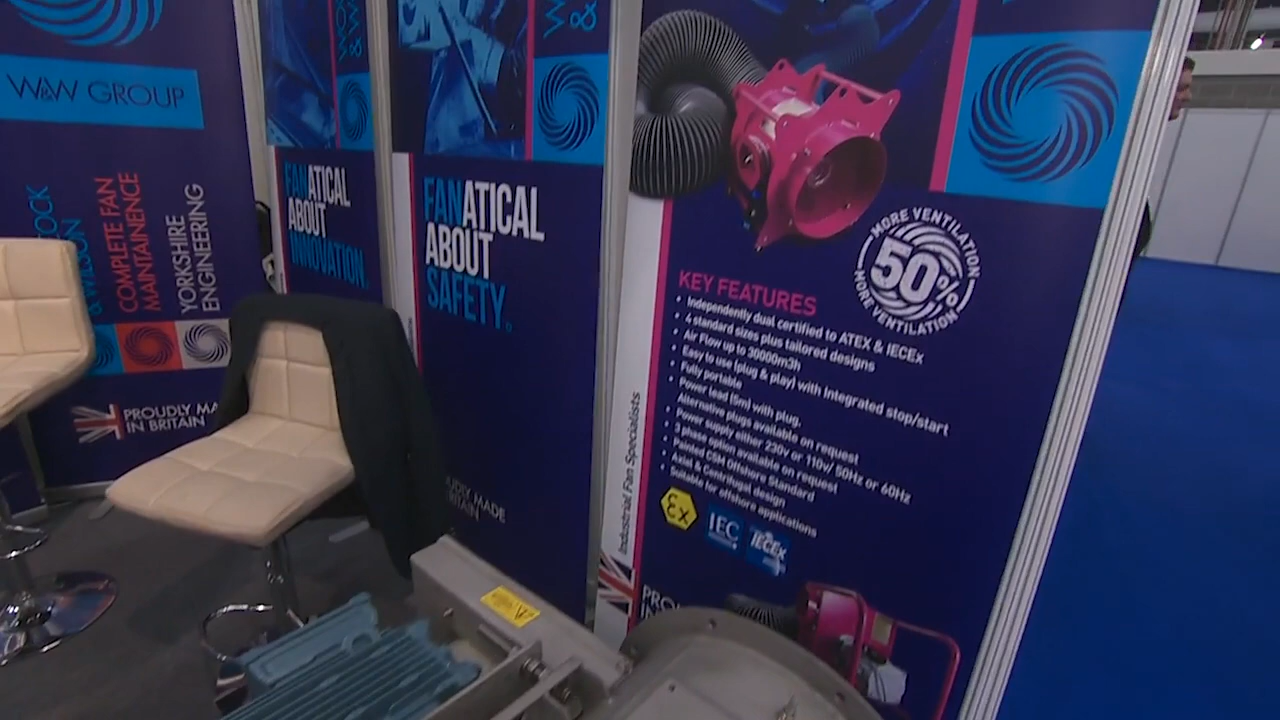 W&W GROUP
& WILSON
COMPLETE FAN
MAINTAINENCE
YORKSHIRE
ENGINEERING
PROUDLY MA
IN BRITAIN
FANATICAL
ABOUT
INNOVATION.
FANATICAL
ABOUT
SAFETY.
Industrial Fan Specialists
MORE VENTILATION
50%
MORE VENTILATION
KEY FEATURES
• Independently dual certified to ATEX & IECEx
• 4 standard sizes plus tailored designs
• Air Flow up to 30000m3h
• Easy to use (plug & play) with integrated stop/start
• Fully portable
• Power lead (5m) with plug.
Alternative plugs available on request
• Power supply either 230v or 110v/ 50Hz or 60Hz
• 3 phase option available on request
• Painted CSM Offshore Standard
• Axial & Centrifugal design
• Suitable for offshore applications
Ex
IEC
IECEx